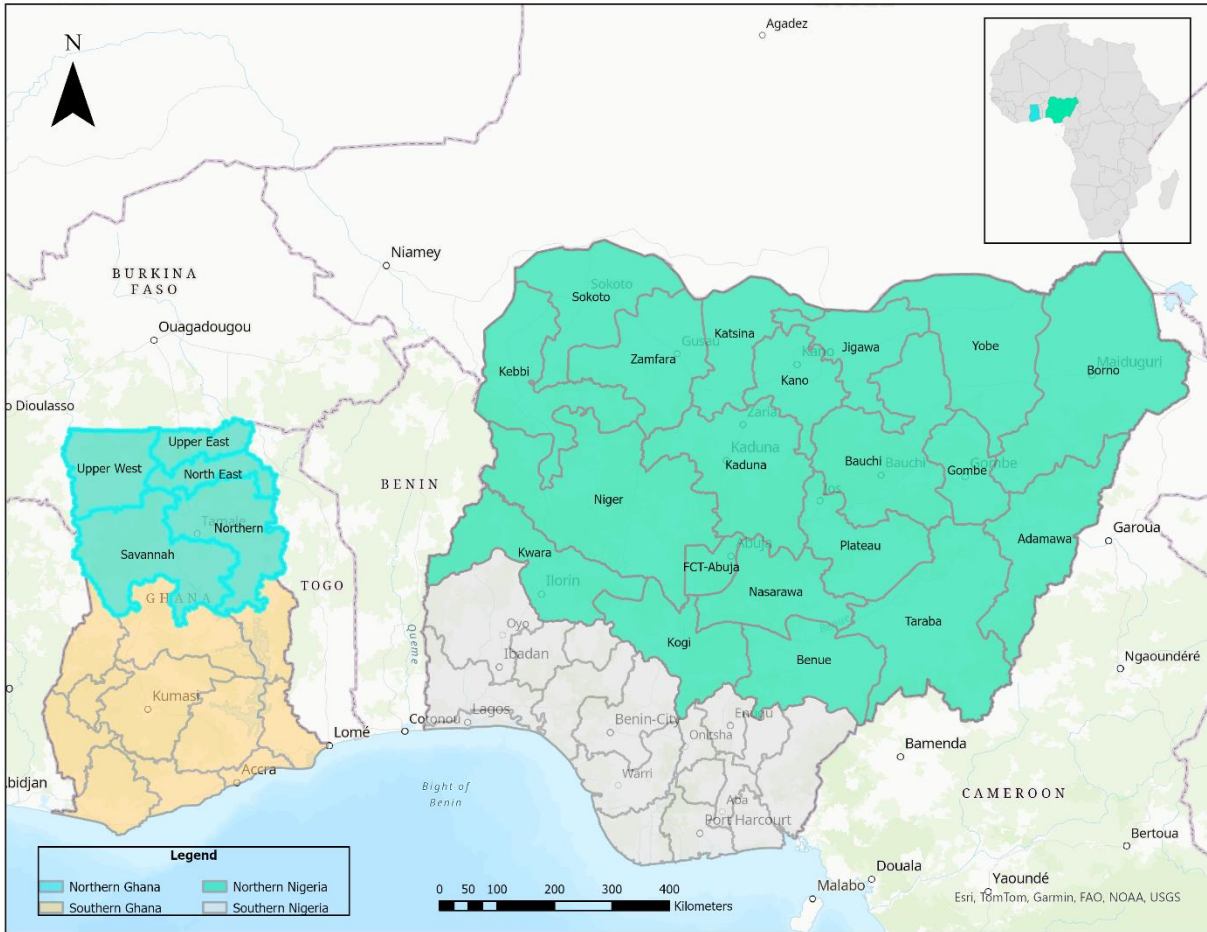 Agadez
N
Niamey
BURKINA
FASO
Ouagadougou
Dioulasso
Sokoto
Sokoto
Katsina
Gusau
Zamfara
Kebbi
Kano
Kano
Jigawa
Yobe
Maiduguri
Borno
Zaria
Kaduna
Kaduna
Bauchi
Bauchi
Gombe
Gombe
Jos
Niger
Upper East
Upper West
North East
BENIN
Tamale
Northern
Savannah
Kwara
Abuja
FCT-Abuja
Plateau
Adamawa
Garoua
GHANA
TOGO
Ilorin
Nasarawa
Taraba
Oyo
Ibadan
Kogi
Benue
Queme
Ngaoundéré
Kumasi
Lomé
Cotonou
Lagos
Benin-City
Enugu
Onitsha
Bamenda
bidjan
Accra
Bight of
Benin
Warri
Aba
Port Harcourt
CAMEROON
Bertoua
Legend
Northern Ghana
Northern Nigeria
Southern Ghana
Southern Nigeria
0 50 100 200 300 400
Kilometers
Douala
Malabo
Yaoundé
Esri, TomTom, Garmin, FAO, NOAA, USGS